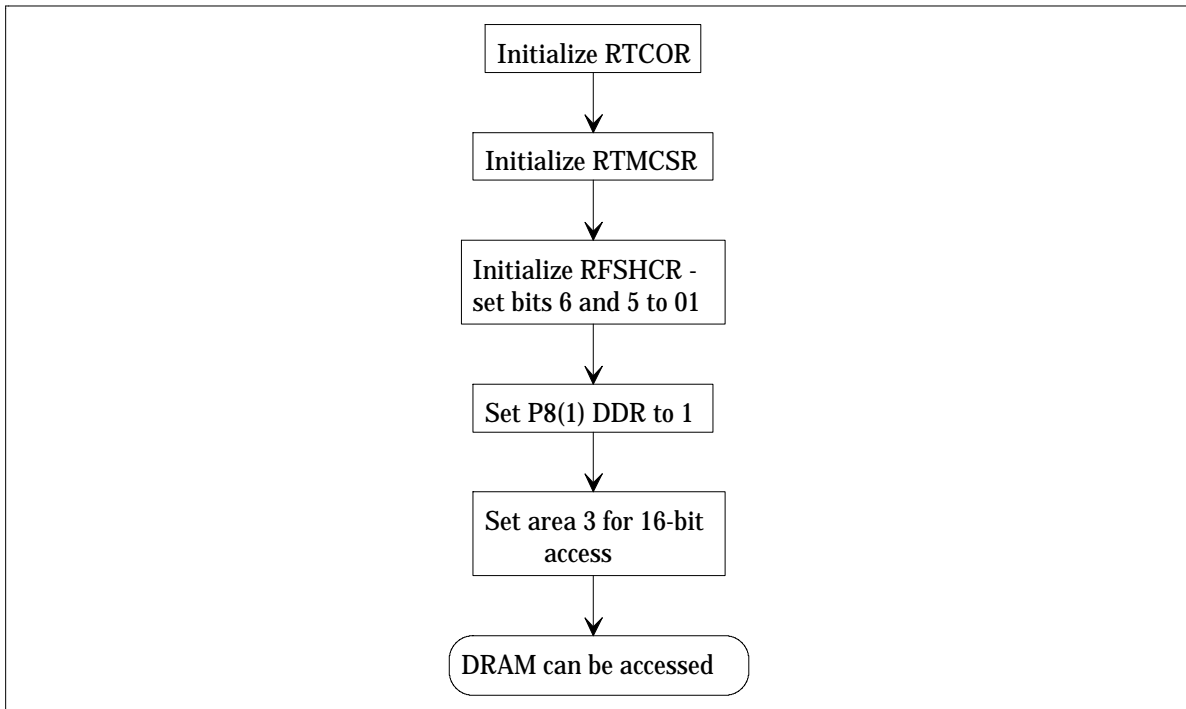 Initialize RTCOR
Initialize RTMCSR
Initialize RFSHCR -
set bits 6 and 5 to 01
Set P8(1) DDR to 1
Set area 3 for 16-bit
access
DRAM can be accessed